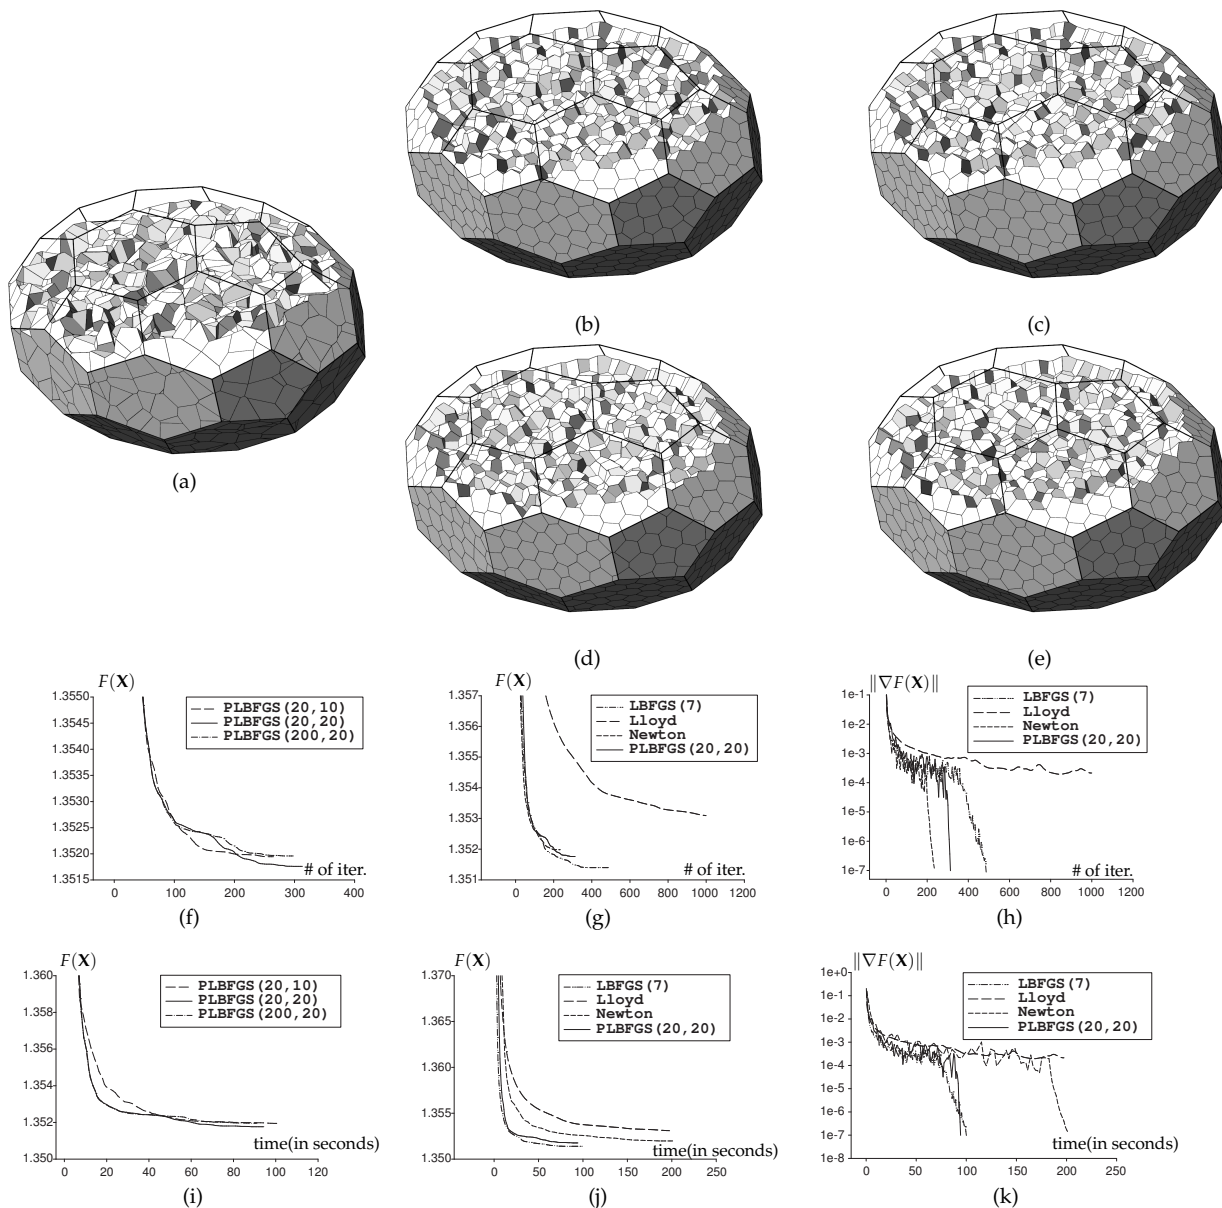 (a)
(b)
(c)
(d)
(e)
F(X)
1.3550
1.3545
1.3540
1.3535
1.3530
1.3525
1.3520
1.3515
PLBFGS(20,10)
PLBFGS(20,20)
PLBFGS(200,20)
# of iter.
0
100
200
300
400
(f)
F(X)
1.357
1.356
1.355
1.354
1.353
1.352
1.351
LBFGS(7)
Lloyd
Newton
PLBFGS(20,20)
# of iter.
0
200
400
600
800
1000
1200
(g)
‖∇F(X)‖
1e-1
1e-2
1e-3
1e-4
1e-5
1e-6
1e-7
LBFGS(7)
Lloyd
Newton
PLBFGS(20,20)
# of iter.
0
200
400
600
800
1000
1200
(h)
F(X)
1.360
1.358
1.356
1.354
1.352
1.350
PLBFGS(20,10)
PLBFGS(20,20)
PLBFGS(200,20)
time(in seconds)
0
20
40
60
80
100
120
(i)
F(X)
1.370
1.365
1.360
1.355
1.350
LBFGS(7)
Lloyd
Newton
PLBFGS(20,20)
time(in seconds)
0
50
100
150
200
250
(j)
‖∇F(X)‖
1e+0
1e-1
1e-2
1e-3
1e-4
1e-5
1e-6
1e-7
1e-8
LBFGS(7)
Lloyd
Newton
PLBFGS(20,20)
time(in seconds)
0
50
100
150
200
250
(k)